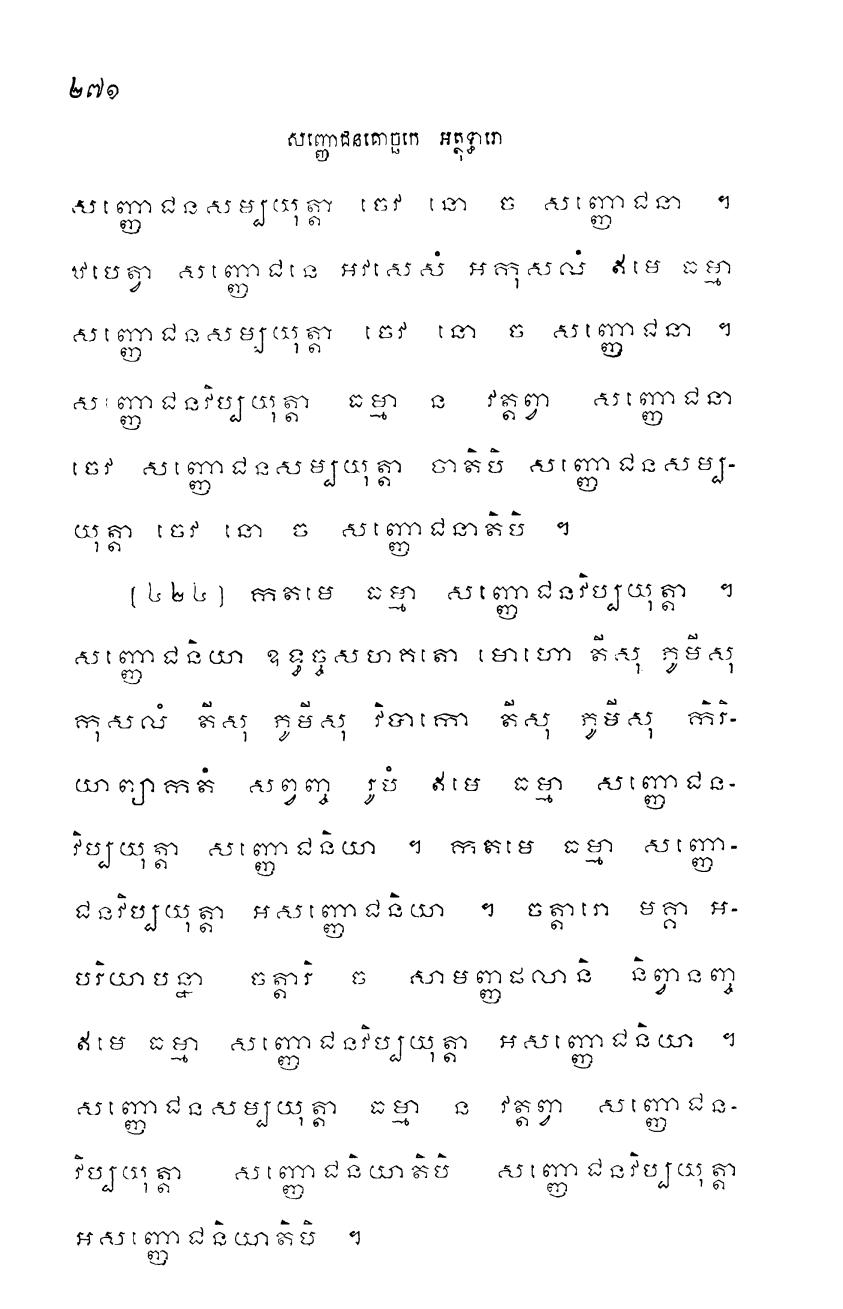 ២៧១
សញ្ញោជនគោច្ឆកេ អត្ថុទ្ធារោ
សញ្ញោជនសម្បយុត្តា ចេវ នោ ច សញ្ញោជនា ។
ឋបេត្វា សញ្ញោជនេ អវសេសំ អកុសលំ ឥមេ ធម្មា
សញ្ញោជនសម្បយុត្តា ចេវ នោ ច សញ្ញោជនា ។
សញ្ញោជនវិប្បយុត្តា ធម្មា ន វត្តព្វា សញ្ញោជនា
ចេវ សញ្ញោជនសម្បយុត្តា ចាតិបិ សញ្ញោជនសម្ប-
យុត្តា ចេវ នោ ច សញ្ញោជនាតិបិ ។
[៤២៤] កតមេ ធម្មា សញ្ញោជនវិប្បយុត្តា ។
សញ្ញោជនិយា ឧទ្ធច្ចសហគតោ មោហោ តីសុ ភូមីសុ
កុសលំ តីសុ ភូមីសុ វិបាកោ តីសុ ភូមីសុ កិរិ-
យាព្យាកតំ សព្វញ្ច រូបំ ឥមេ ធម្មា សញ្ញោជន-
វិប្បយុត្តា សញ្ញោជនិយា ។ កតមេ ធម្មា សញ្ញោ-
ជនវិប្បយុត្តា អសញ្ញោជនិយា ។ ចត្តារោ មគ្គា អ-
បរិយាបន្នា ចត្តារិ ច សាមញ្ញផលានិ និព្វានញ្ច
ឥមេ ធម្មា សញ្ញោជនវិប្បយុត្តា អសញ្ញោជនិយា ។
សញ្ញោជនសម្បយុត្តា ធម្មា ន វត្តព្វា សញ្ញោជន-
វិប្បយុត្តា សញ្ញោជនិយាតិបិ សញ្ញោជនវិប្បយុត្តា
អសញ្ញោជនិយាតិបិ ។